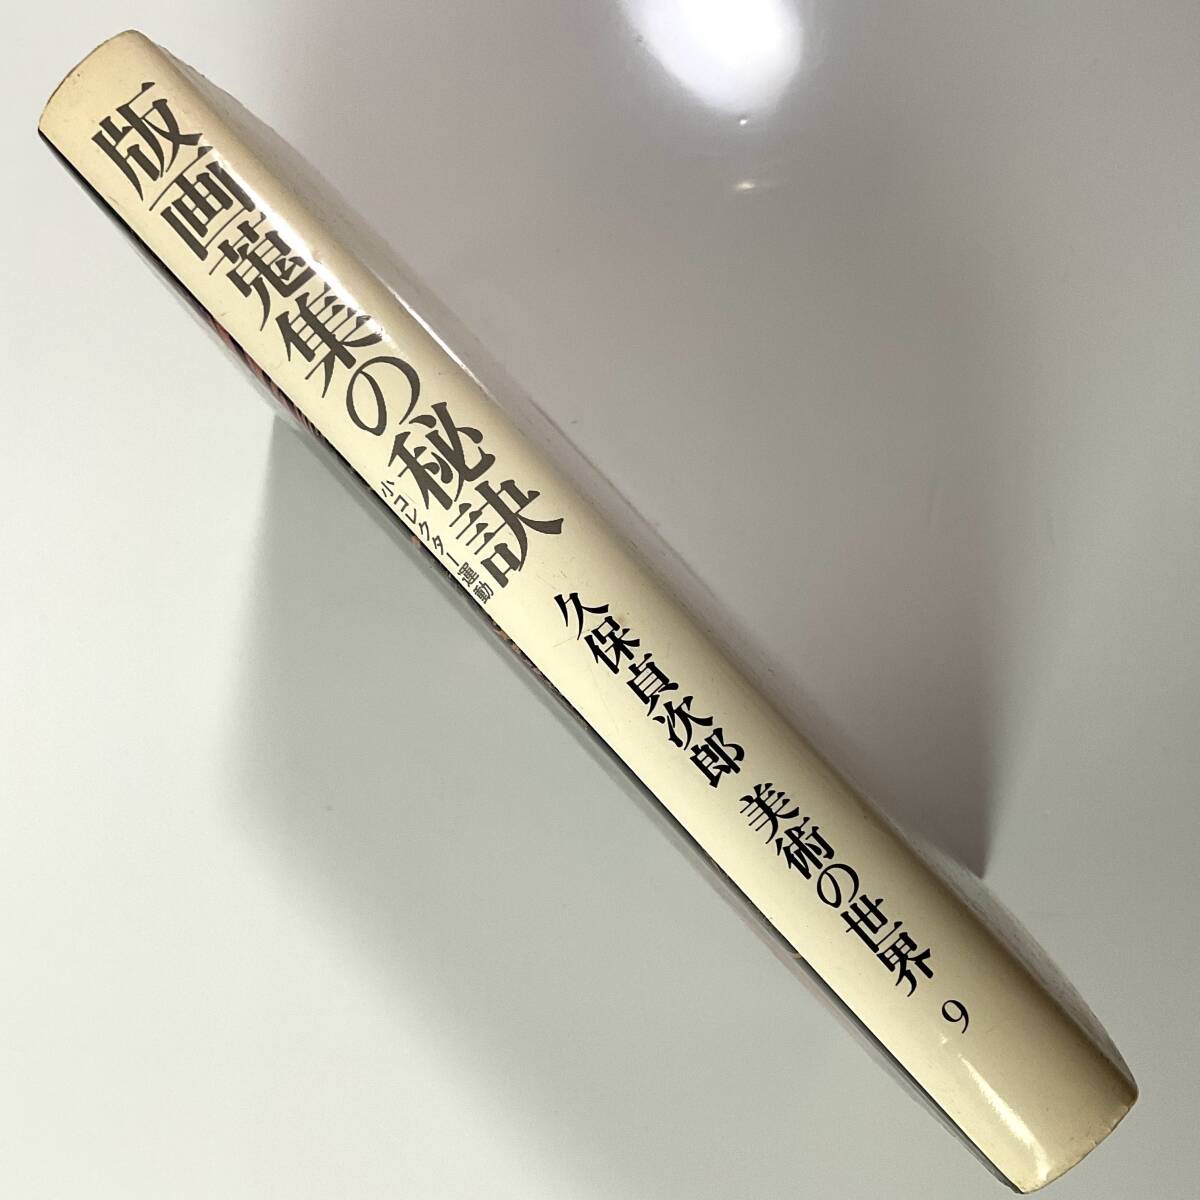 版画蒐集の秘訣
小コレクター運動
久保貞次郎 美術の世界 9